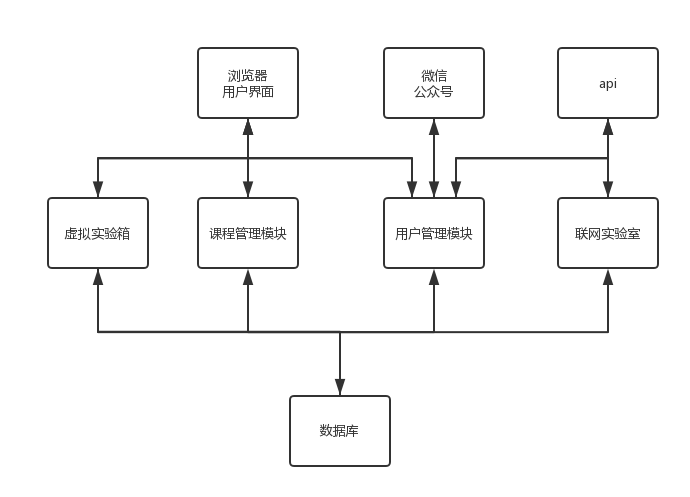 浏览器
用户界面
微信
公众号
api
虚拟实验箱
课程管理模块
用户管理模块
联网实验室
数据库